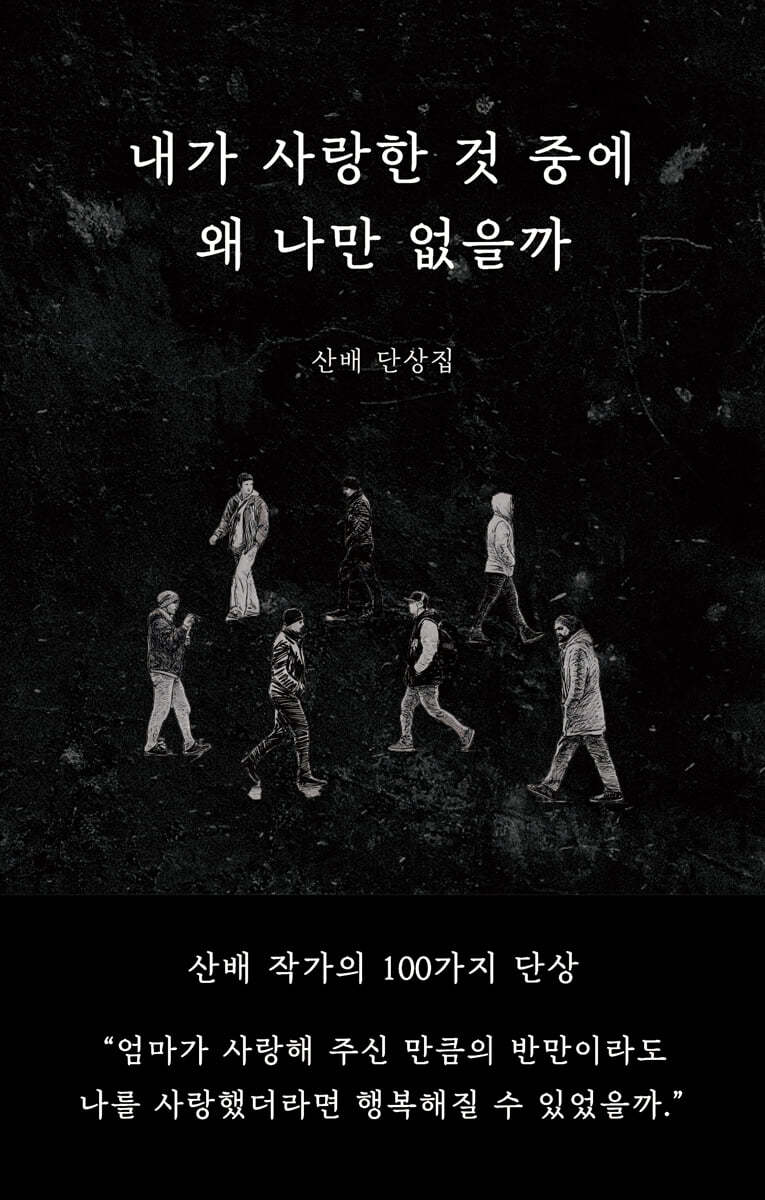 내가 사랑한 것 중에
왜 나만 없을까
산배 단상집
산배 작가의 100가지 단상
“엄마가 사랑해 주신 만큼의 반만이라도
나를 사랑했더라면 행복해질 수 있었을까.”